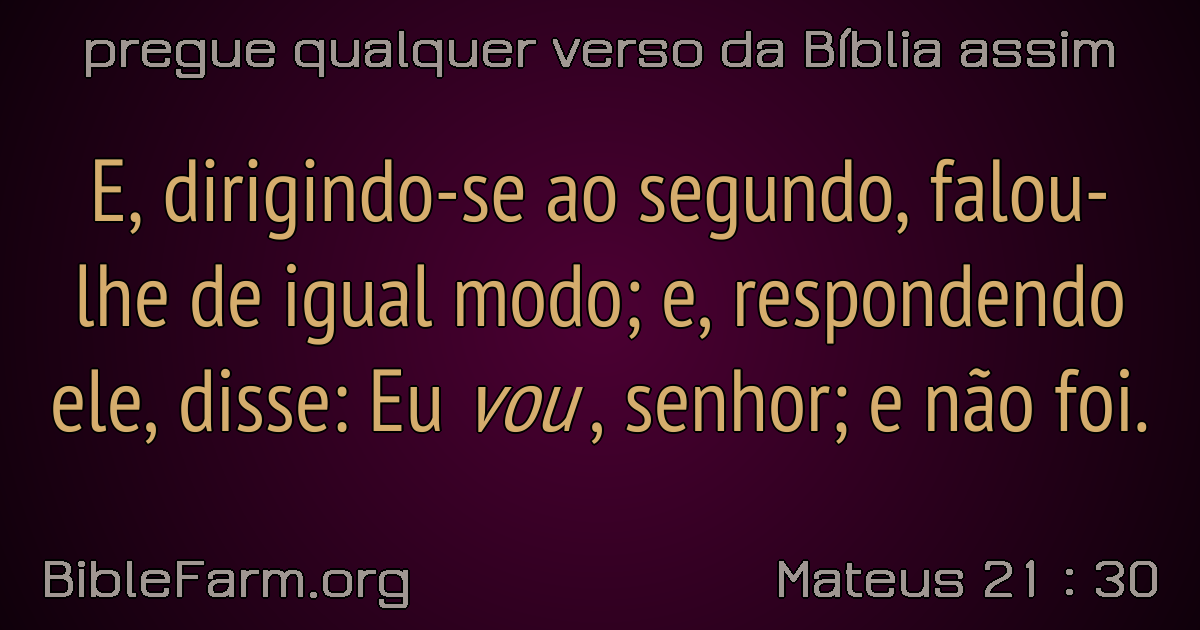 pregue qualquer verso da Bíblia assim
E, dirigindo-se ao segundo, falou-
lhe de igual modo; e, respondendo
ele, disse: Eu vou , senhor; e não foi.
BibleFarm.org
Mateus 21 : 30